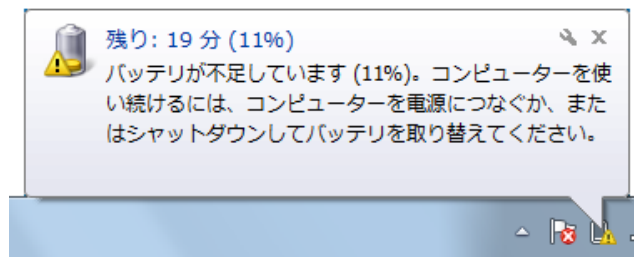 残り: 19 分 (11%)
バッテリが不足しています (11%)。コンピューターを使
い続けるには、コンピューターを電源につなぐか、また
はシャットダウンしてバッテリを取り替えてください。